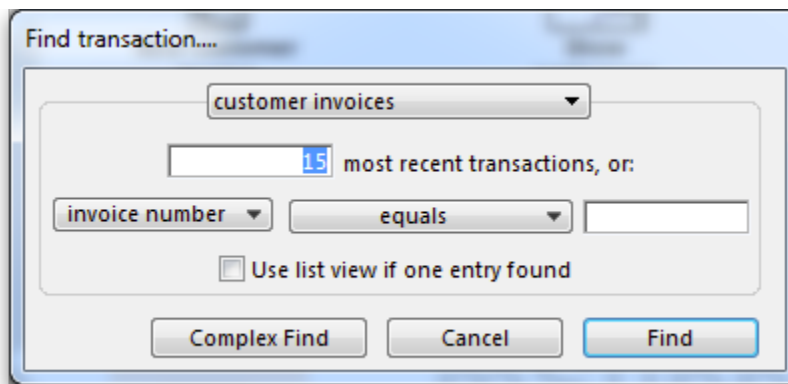 Find transaction....
customer invoices
15 most recent transactions, or:
invoice number equals
Use list view if one entry found
Complex Find Cancel Find